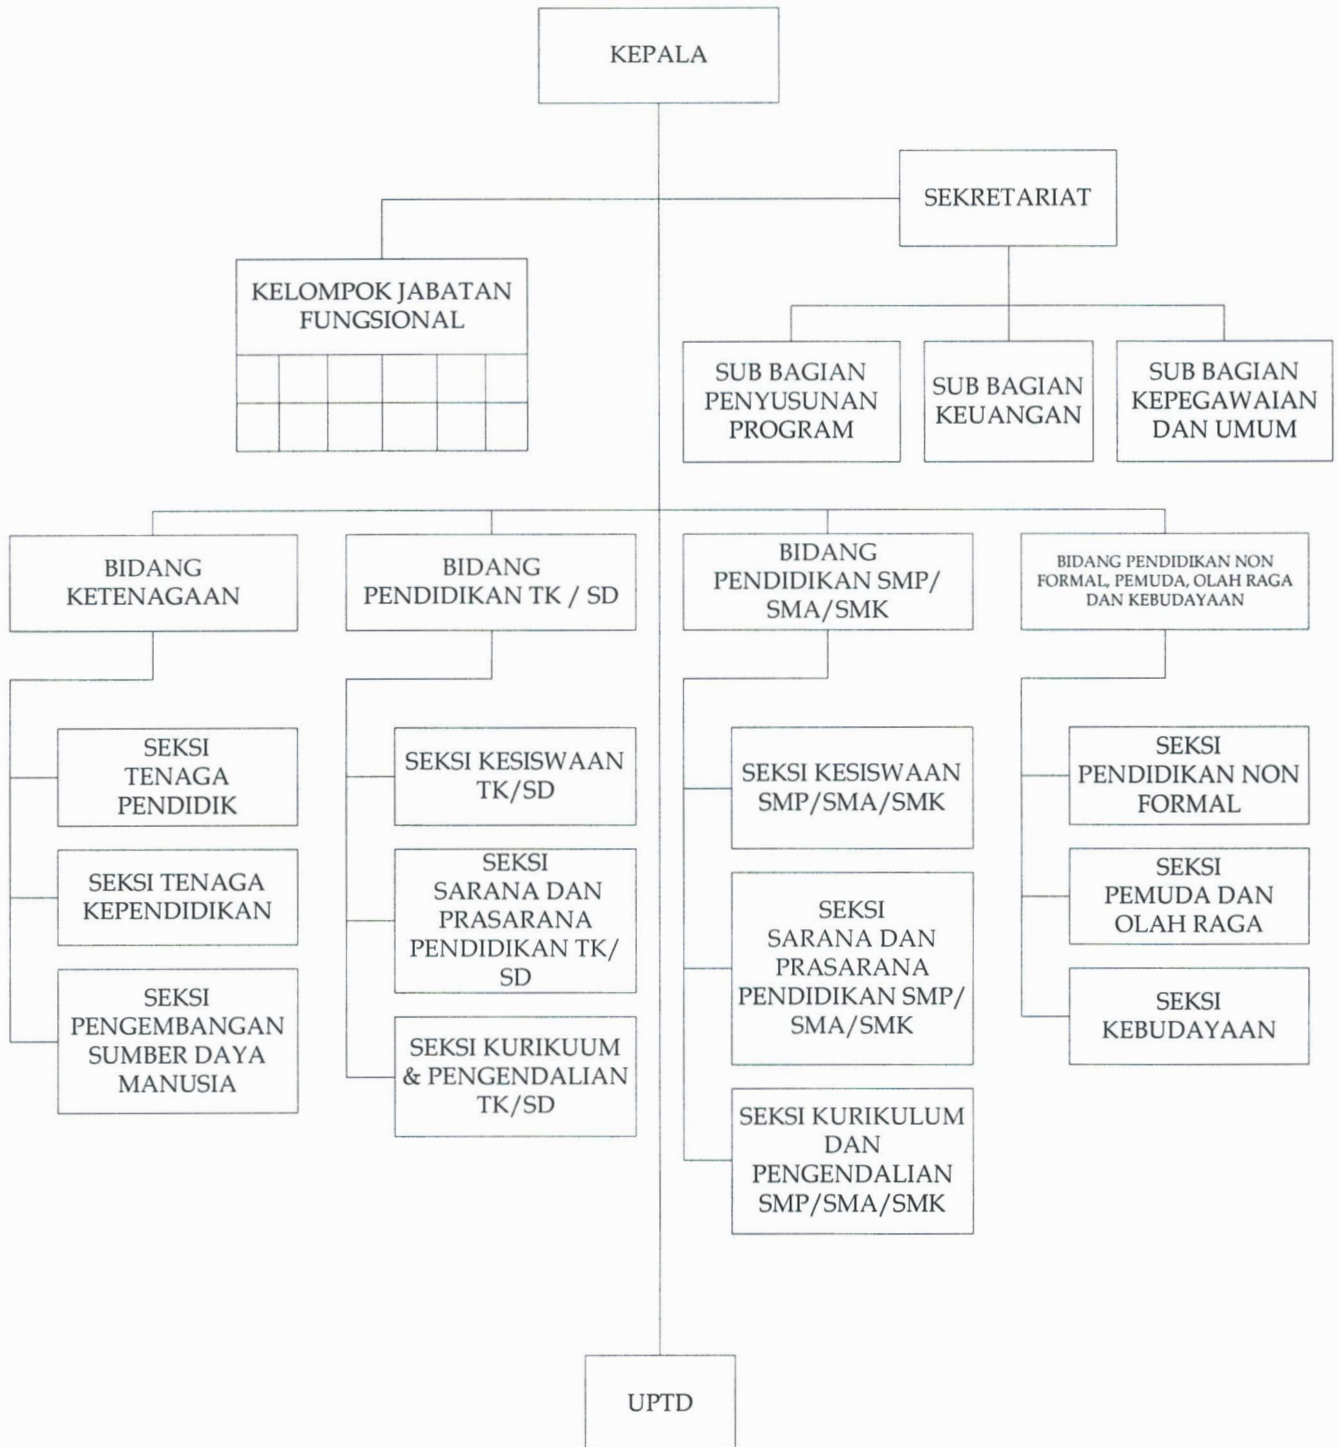 KEPALA
SEKRETARIAT
KELOMPOK JABATAN
FUNGSIONAL
SUB BAGIAN
PENYUSUNAN
PROGRAM
SUB BAGIAN
KEUANGAN
SUB BAGIAN
KEPEGAWAIAN
DAN UMUM
BIDANG
KETENAGAAN
BIDANG
PENDIDIKAN TK / SD
BIDANG
PENDIDIKAN SMP/
SMA/SMK
BIDANG PENDIDIKAN NON
FORMAL, PEMUDA, OLAH RAGA
DAN KEBUDAYAAN
SEKSI
TENAGA
PENDIDIK
SEKSI TENAGA
KEPENDIDIKAN
SEKSI
PENGEMBANGAN
SUMBER DAYA
MANUSIA
SEKSI KESISWAAN
TK/SD
SEKSI
SARANA DAN
PRASARANA
PENDIDIKAN TK/
SD
SEKSI KURIKUUM
& PENGENDALIAN
TK/SD
SEKSI KESISWAAN
SMP/SMA/SMK
SEKSI
SARANA DAN
PRASARANA
PENDIDIKAN SMP/
SMA/SMK
SEKSI KURIKULUM
DAN
PENGENDALIAN
SMP/SMA/SMK
SEKSI
PENDIDIKAN NON
FORMAL
SEKSI
PEMUDA DAN
OLAH RAGA
SEKSI
KEBUDAYAAN
UPTD